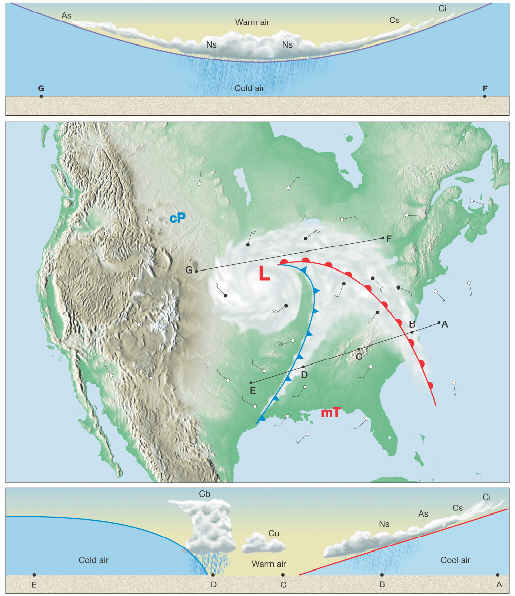 Ci
As
Warm air
Cs
Ns Ns
Cold air
G F
cP
F
G
L
A
B
C
D
E
mT
Cb
Ci
Cs
As
Ns
Cu
Cold air
Warm air
Cool air
E D C B A